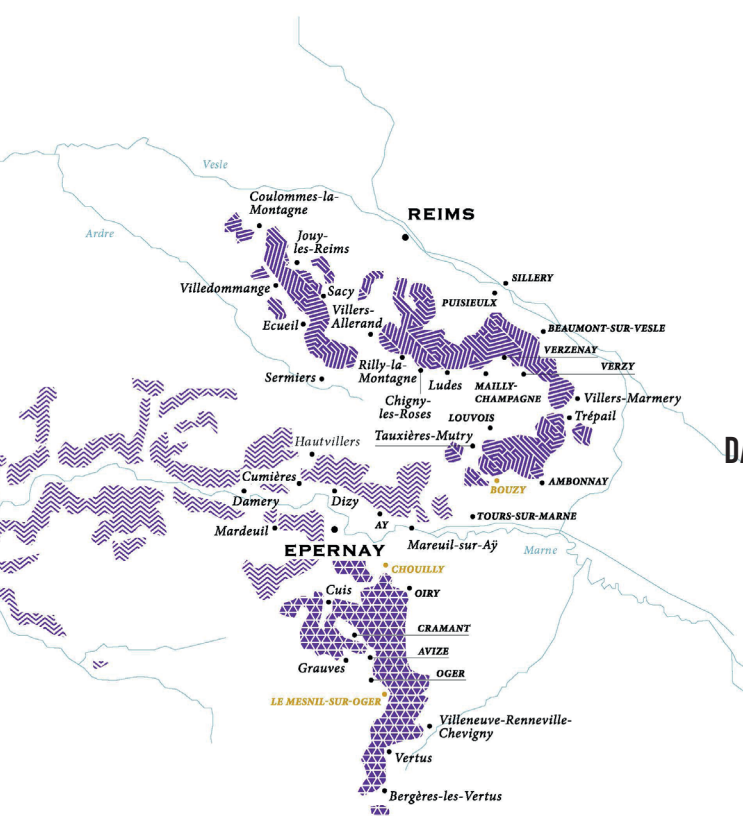 Vesle
Coulommes-la-
Montagne
REIMS
Ardre
Jouy-
les-Reims
SILLERY
Villedommange
Sacy
PUISIEULX
Villers-
Allerand
Ecueil
BEAUMONT-SUR-VESLE
VERZENAY
Rilly-la-
Montagne
VERZY
Sermiers
Ludes
MAILLY-
CHAMPAGNE
Villers-Marmery
Chigny-
les-Roses
LOUVOIS
Trépail
Tauxières-Mutry
Hautvillers
DA
Cumières
BOUZY
AMBONNAY
Damery
Dizy
TOURS-SUR-MARNE
Mardeuil
AY
Mareuil-sur-Aÿ
EPERNAY
Marne
CHOUILLY
Cuis
OIRY
CRAMANT
AVIZE
Grauves
OGER
LE MESNIL-SUR-OGER
Villeneuve-Renneville-
Chevigny
Vertus
Bergères-les-Vertus